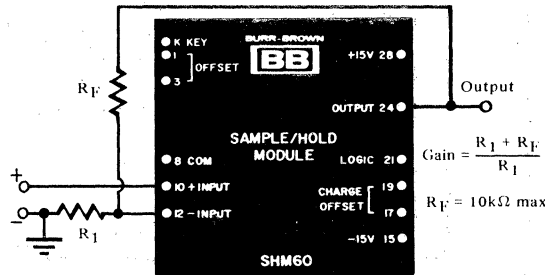 K KEY
1
3
OFFSET
BURR-BROWN
BB
+15V 28
R_F
OUTPUT 24
Output
SAMPLE/HOLD
MODULE
8 COM
LOGIC 21
Gain = (R_1 + R_F) / R_1
+
10 +INPUT
19
CHARGE
OFFSET
17
R_F = 10kΩ max
−
12 -INPUT
R_1
-15V 15
SHM60